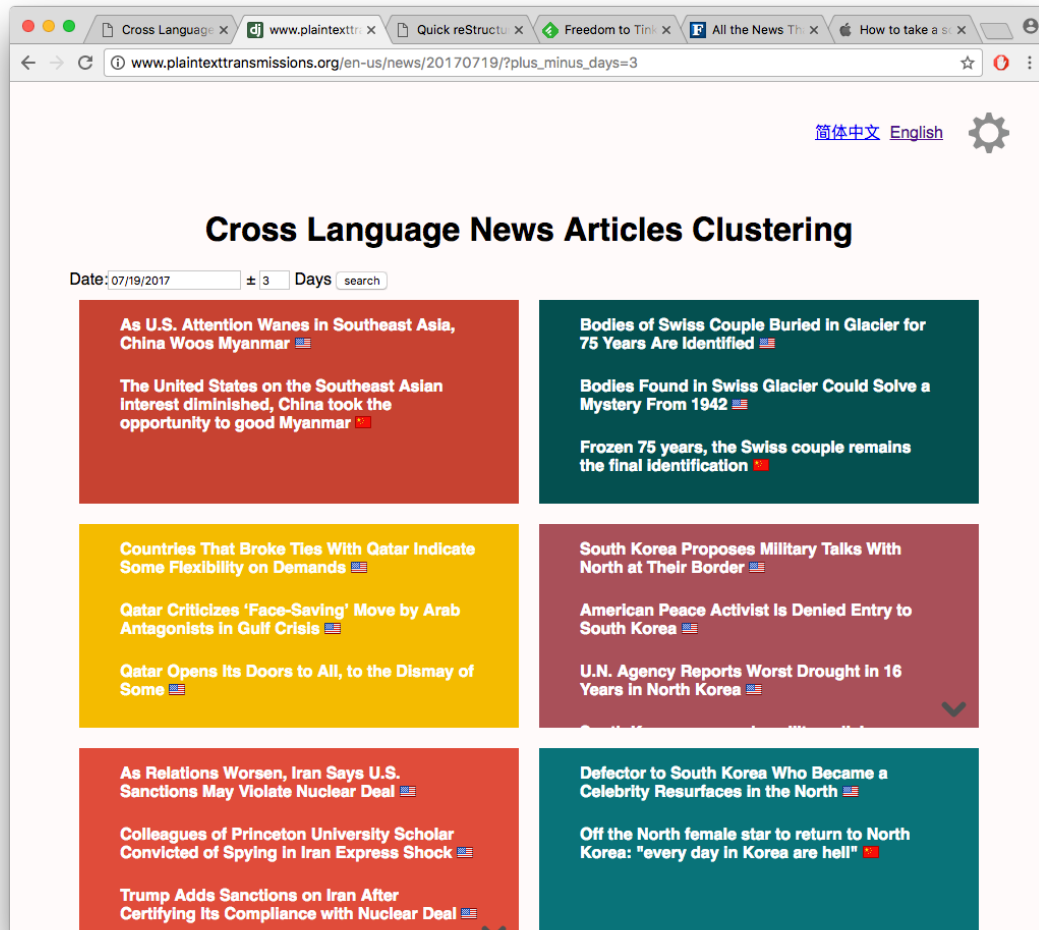 Cross Language
www.plaintexttr
Quick reStructu
Freedom to Tink
All the News Th
How to take a sc
www.plaintexttransmissions.org/en-us/news/20170719/?plus_minus_days=3
简体中文 English
Cross Language News Articles Clustering
Date: 07/19/2017 ± 3 Days search
As U.S. Attention Wanes in Southeast Asia,
China Woos Myanmar
The United States on the Southeast Asian
interest diminished, China took the
opportunity to good Myanmar
Bodies of Swiss Couple Buried in Glacier for
75 Years Are Identified
Bodies Found in Swiss Glacier Could Solve a
Mystery From 1942
Frozen 75 years, the Swiss couple remains
the final identification
Countries That Broke Ties With Qatar Indicate
Some Flexibility on Demands
Qatar Criticizes ‘Face-Saving’ Move by Arab
Antagonists in Gulf Crisis
Qatar Opens Its Doors to All, to the Dismay of
Some
South Korea Proposes Military Talks With
North at Their Border
American Peace Activist Is Denied Entry to
South Korea
U.N. Agency Reports Worst Drought in 16
Years in North Korea
As Relations Worsen, Iran Says U.S.
Sanctions May Violate Nuclear Deal
Colleagues of Princeton University Scholar
Convicted of Spying in Iran Express Shock
Trump Adds Sanctions on Iran After
Certifying Its Compliance with Nuclear Deal
Defector to South Korea Who Became a
Celebrity Resurfaces in the North
Off the North female star to return to North
Korea: "every day in Korea are hell"